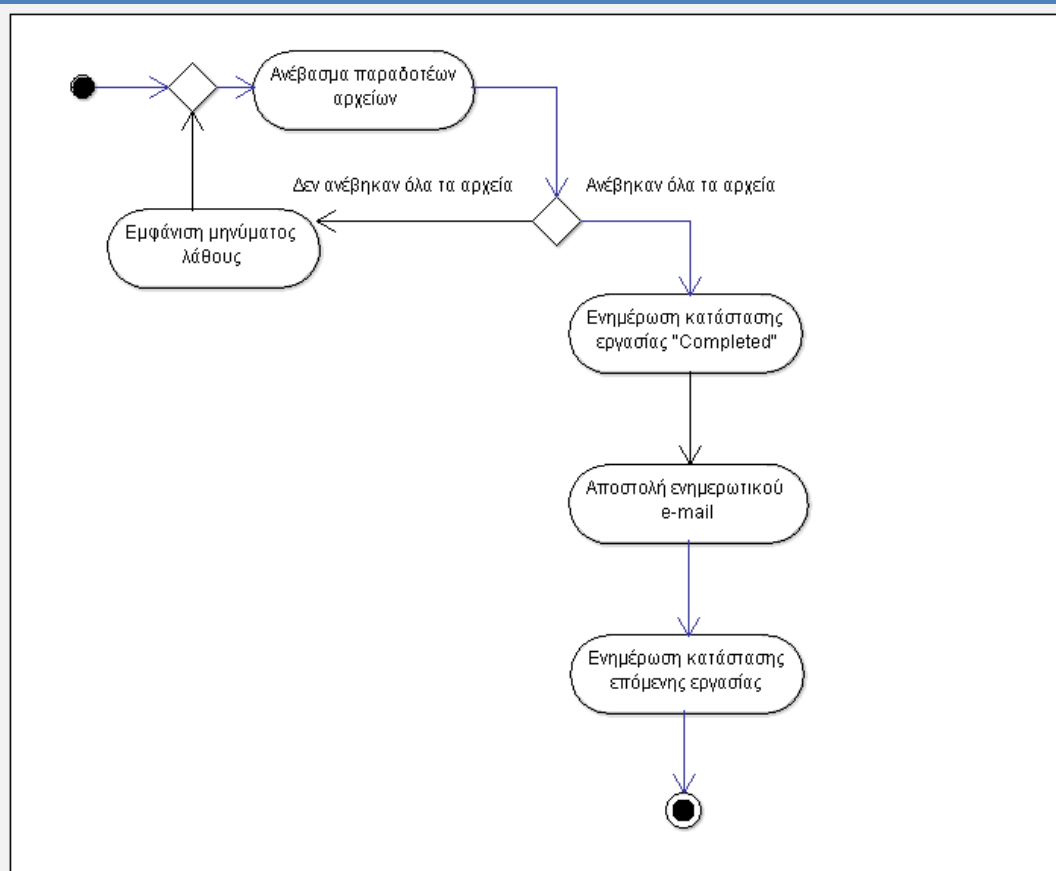 Ανέβασμα παραδοτέων
αρχείων
Δεν ανέβηκαν όλα τα αρχεία
Ανέβηκαν όλα τα αρχεία
Εμφάνιση μηνύματος
λάθους
Ενημέρωση κατάστασης
εργασίας "Completed"
Αποστολή ενημερωτικού
e-mail
Ενημέρωση κατάστασης
επόμενης εργασίας